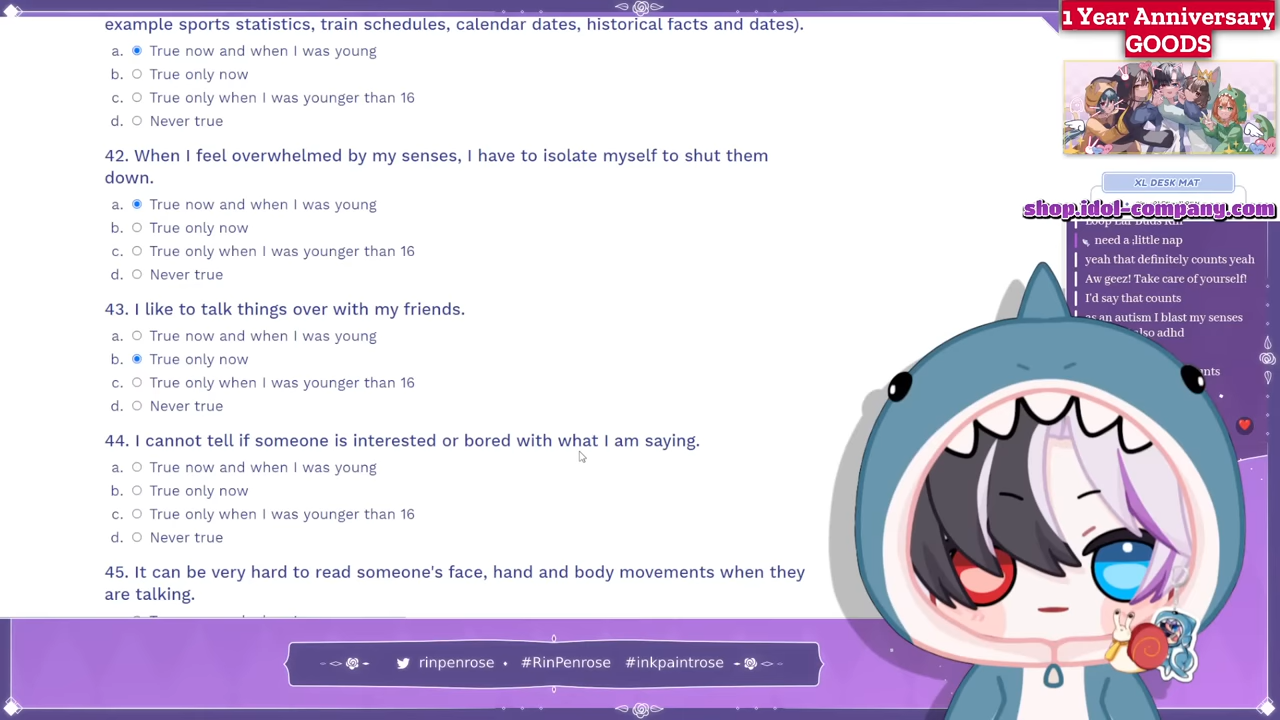 example sports statistics, train schedules, calendar dates, historical facts and dates).
a. True now and when I was young
b. True only now
c. True only when I was younger than 16
d. Never true
42. When I feel overwhelmed by my senses, I have to isolate myself to shut them
down.
a. True now and when I was young
b. True only now
c. True only when I was younger than 16
d. Never true
43. I like to talk things over with my friends.
a. True now and when I was young
b. True only now
c. True only when I was younger than 16
d. Never true
44. I cannot tell if someone is interested or bored with what I am saying.
a. True now and when I was young
b. True only now
c. True only when I was younger than 16
d. Never true
45. It can be very hard to read someone's face, hand and body movements when they
are talking.
1 Year Anniversary
GOODS
XL DESK MAT
shop.idol-company.com
need a ;little nap
yeah that definitely counts yeah
Aw geez! Take care of yourself!
I'd say that counts
as an autism I blast my senses
also adhd
rinpenrose • #RinPenrose #inkpaintrose